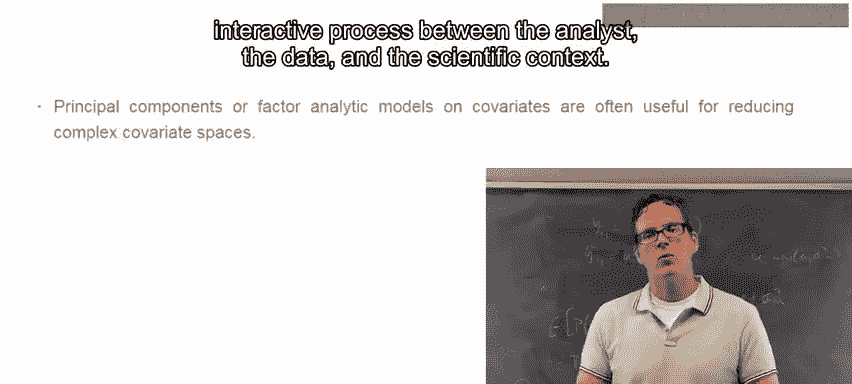 interactive process between the analyst,
the data, and the scientific context.
• Principal components or factor analytic models on covariates are often useful for reducing
complex covariate spaces.